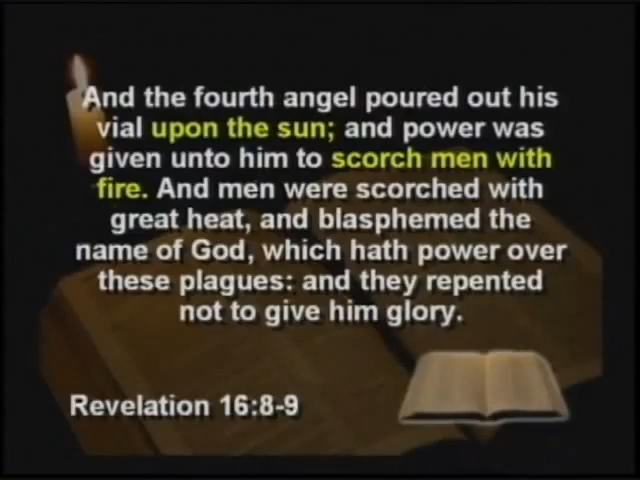 And the fourth angel poured out his
vial upon the sun; and power was
given unto him to scorch men with
fire. And men were scorched with
great heat, and blasphemed the
name of God, which hath power over
these plagues: and they repented
not to give him glory.
Revelation 16:8-9